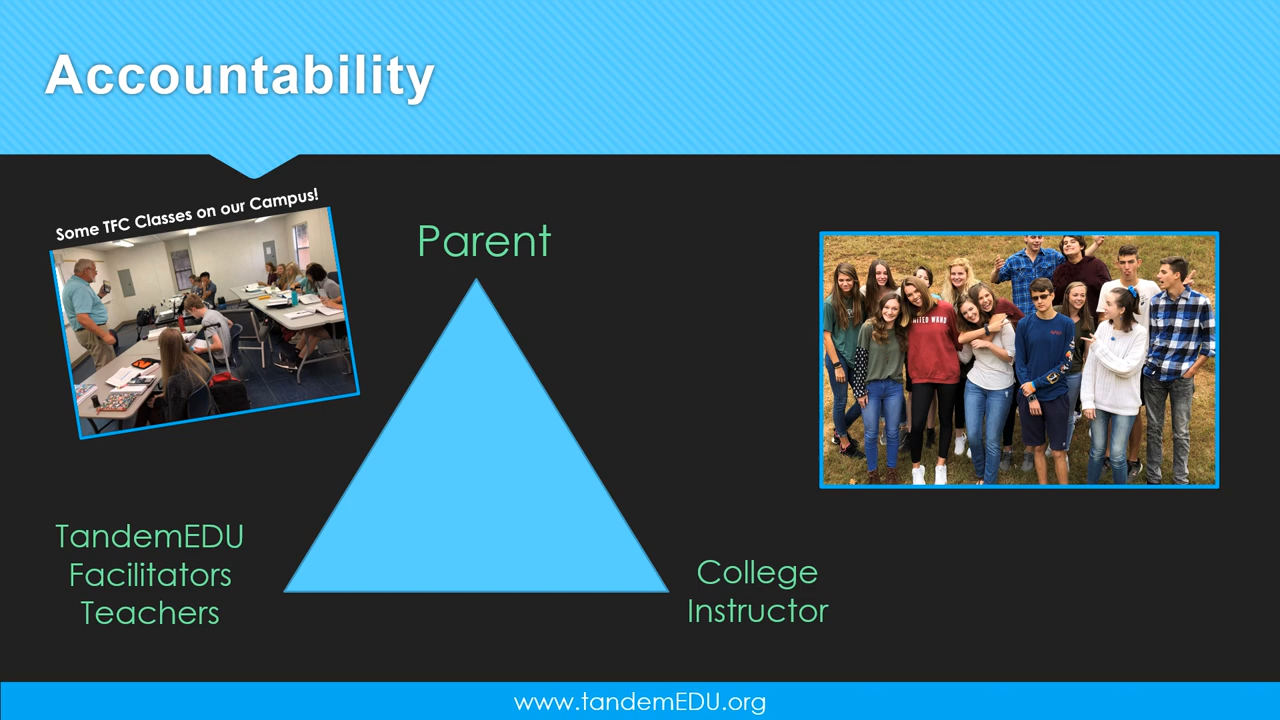 Accountability
Some TFC Classes on our Campus!
Parent
TandemEDU
Facilitators
Teachers
College
Instructor
www.tandemEDU.org